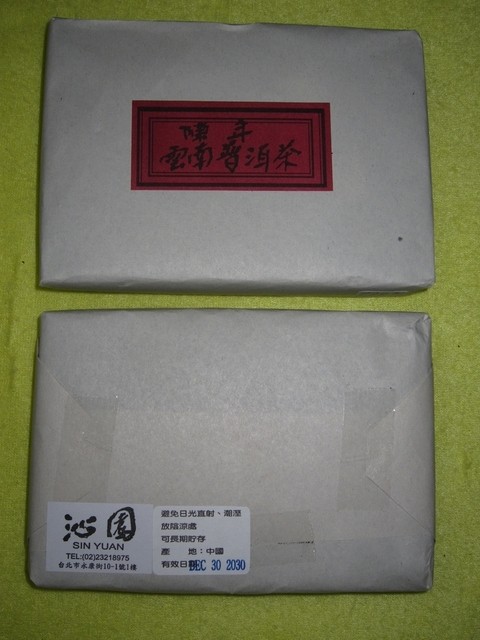 陳年
雲南普洱茶
沁園
SIN YUAN
TEL:(02)23218975
台北市永康街10-1號1樓
避免日光直射、潮溼
放陰涼處
可長期貯存
產 地:中國
有效日期 DEC 30 2030